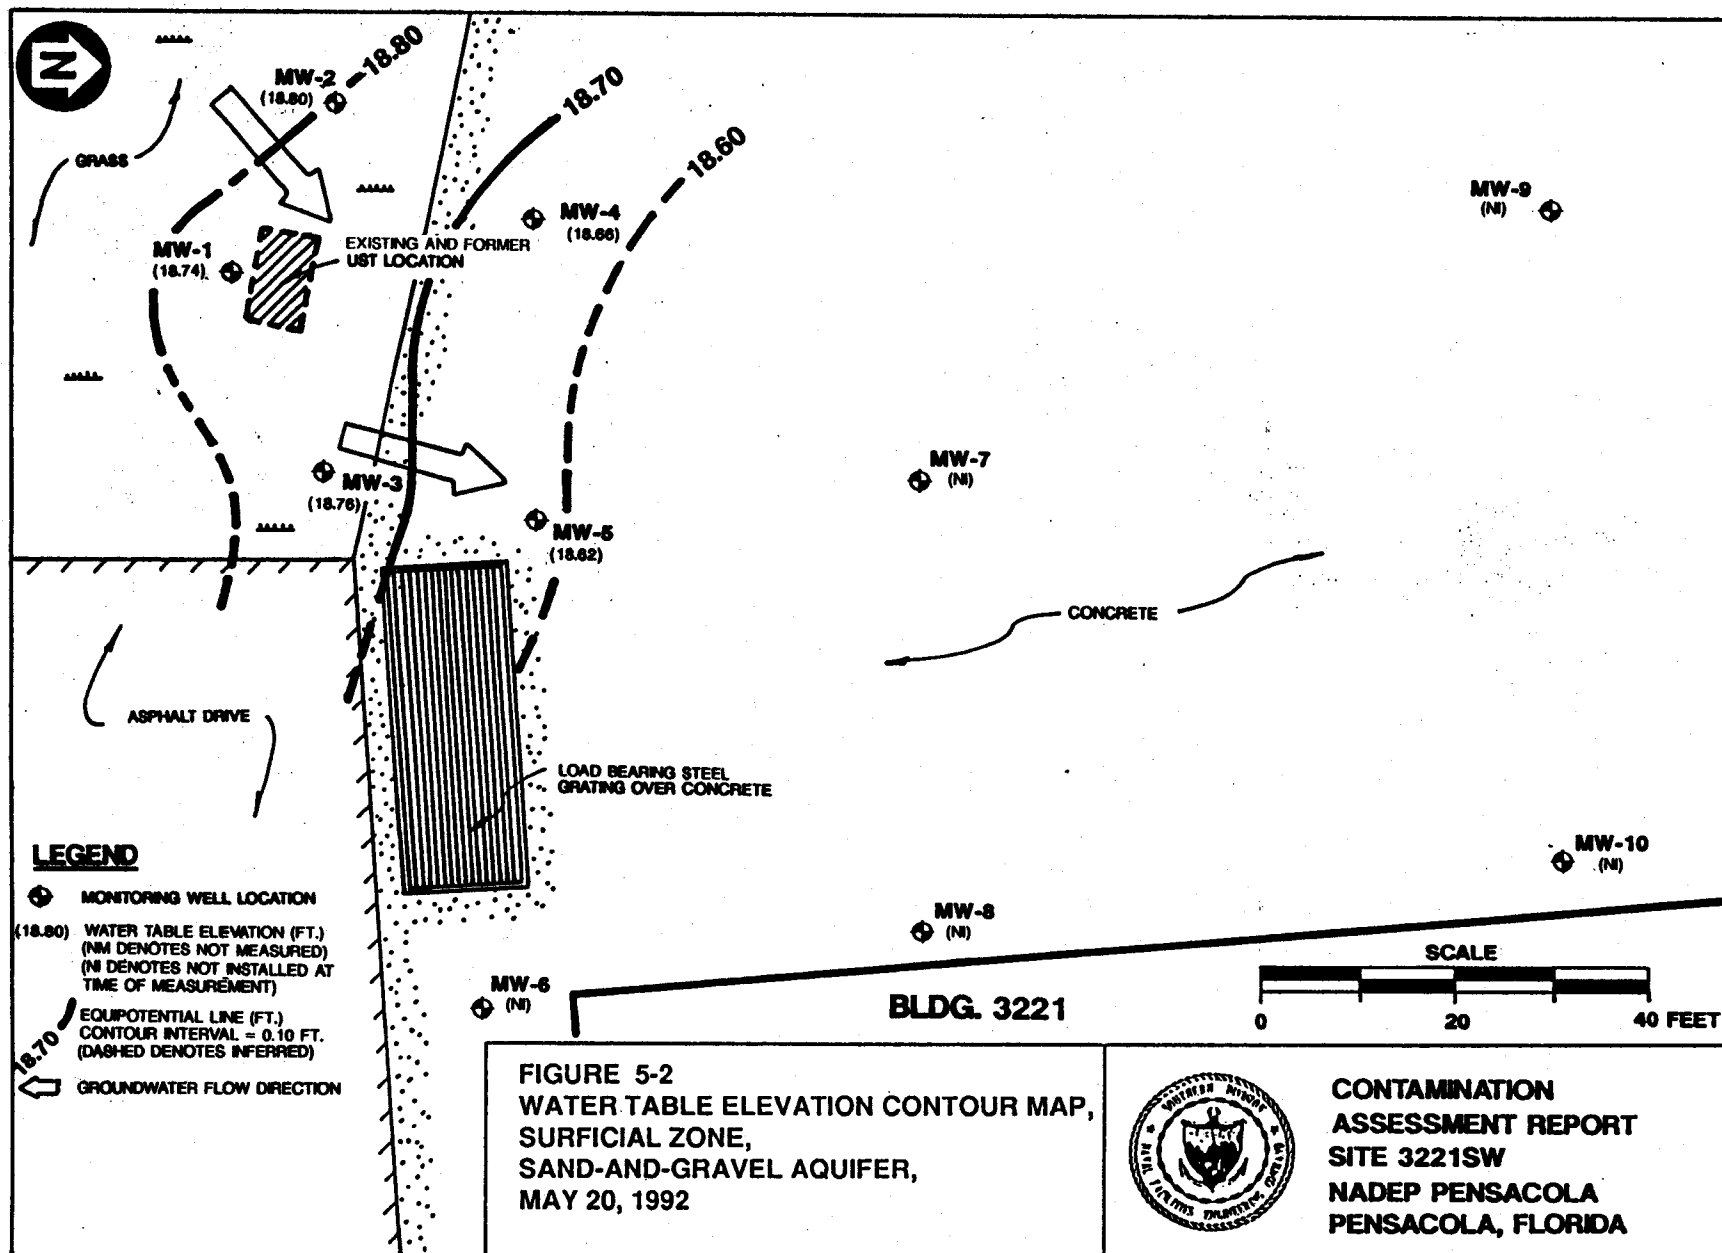 N
MW-2
(18.80)
18.80
18.70
18.60
GRASS
MW-1
(18.74)
EXISTING AND FORMER
UST LOCATION
MW-4
(18.66)
MW-9
(NI)
MW-3
(18.76)
MW-5
(18.62)
MW-7
(NI)
CONCRETE
ASPHALT DRIVE
LOAD BEARING STEEL
GRATING OVER CONCRETE
MW-10
(NI)
MW-8
(NI)
MW-6
(NI)
BLDG. 3221
SCALE
0 20 40 FEET
LEGEND
MONITORING WELL LOCATION
(18.80) WATER TABLE ELEVATION (FT.)
(NM DENOTES NOT MEASURED)
(NI DENOTES NOT INSTALLED AT
TIME OF MEASUREMENT)
18.70
EQUIPOTENTIAL LINE (FT.)
CONTOUR INTERVAL = 0.10 FT.
(DASHED DENOTES INFERRED)
GROUNDWATER FLOW DIRECTION
FIGURE 5-2
WATER TABLE ELEVATION CONTOUR MAP,
SURFICIAL ZONE,
SAND-AND-GRAVEL AQUIFER,
MAY 20, 1992
SOUTHERN DIVISION
NAVAL FACILITIES ENGINEERING COMMAND
CONTAMINATION
ASSESSMENT REPORT
SITE 3221SW
NADEP PENSACOLA
PENSACOLA, FLORIDA